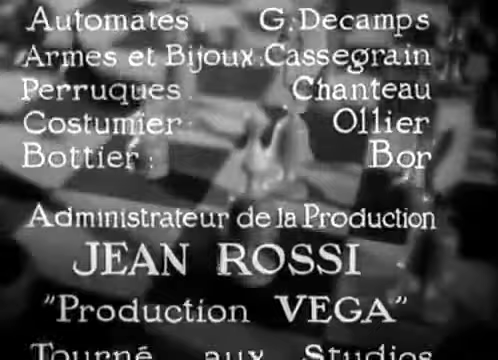 Automates : G. Decamps
Armes et Bijoux : Cassegrain
Perruques : Chanteau
Costumier : Ollier
Bottier : Bor
Administrateur de la Production
JEAN ROSSI
"Production VEGA"
Tourné aux Studios